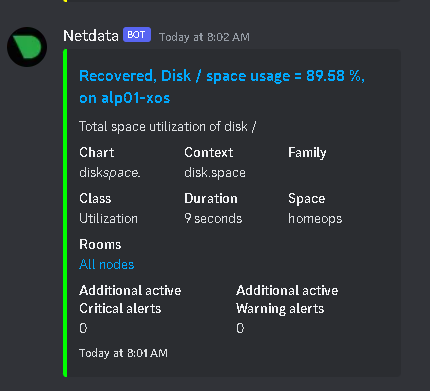 Netdata BOT Today at 8:02 AM
Recovered, Disk / space usage = 89.58 %,
on alp01-xos
Total space utilization of disk /
Chart Context Family
diskspace. disk.space
Class Duration Space
Utilization 9 seconds homeops
Rooms
All nodes
Additional active Additional active
Critical alerts Warning alerts
0 0
Today at 8:01 AM